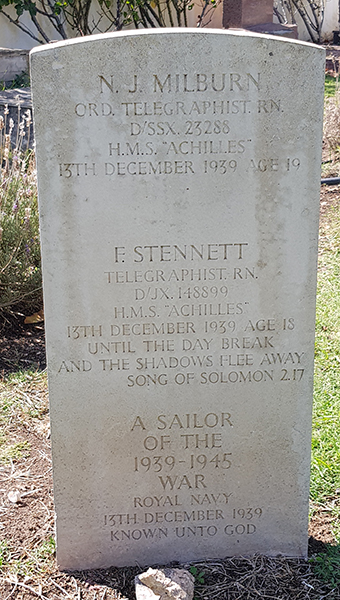 N. J. MILBURN
ORD. TELEGRAPHIST. RN.
D/SSX. 23288
H.M.S. "ACHILLES"
13TH DECEMBER 1939 AGE 19
F. STENNETT
TELEGRAPHIST. RN.
D/JX. 148899
H.M.S. "ACHILLES"
13TH DECEMBER 1939 AGE 18
UNTIL THE DAY BREAK
AND THE SHADOWS FLEE AWAY
SONG OF SOLOMON 2.17
A SAILOR
OF THE
1939-1945
WAR
ROYAL NAVY
13TH DECEMBER 1939
KNOWN UNTO GOD